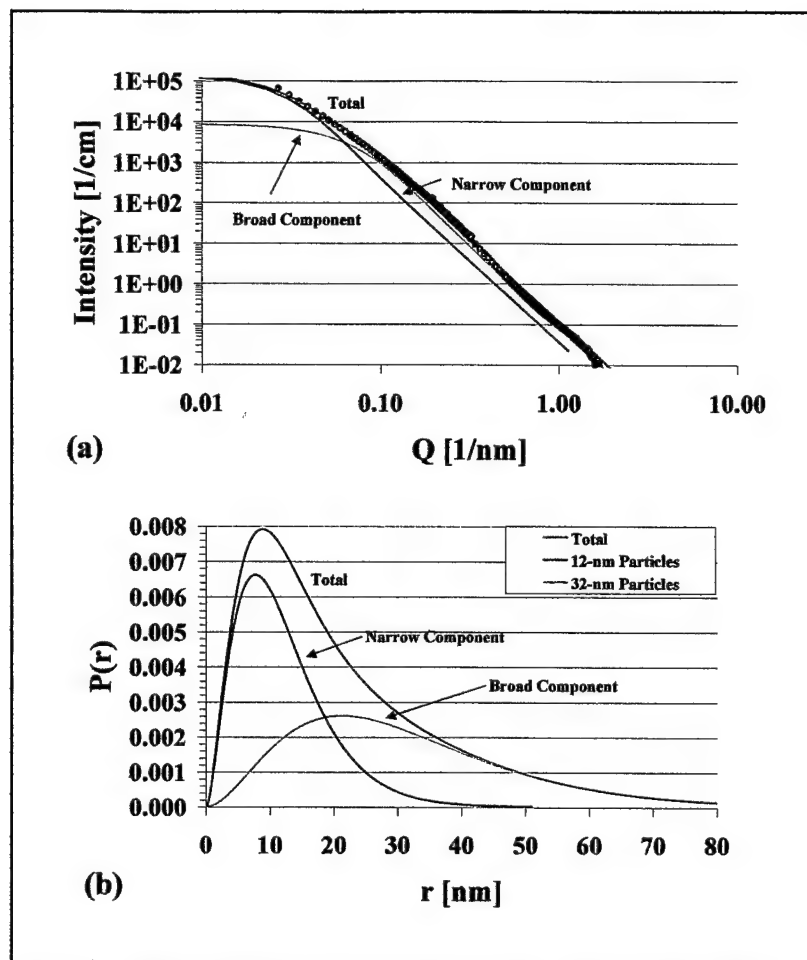 1E+05
1E+04
1E+03
1E+02
1E+01
1E+00
1E-01
1E-02
Intensity [1/cm]
Total
Narrow Component
Broad Component
0.01 0.10 1.00 10.00
(a)
Q [1/nm]
0.008
0.007
0.006
0.005
0.004
0.003
0.002
0.001
0.000
P(r)
Total
12-nm Particles
32-nm Particles
Total
Narrow Component
Broad Component
0 10 20 30 40 50 60 70 80
(b)
r [nm]